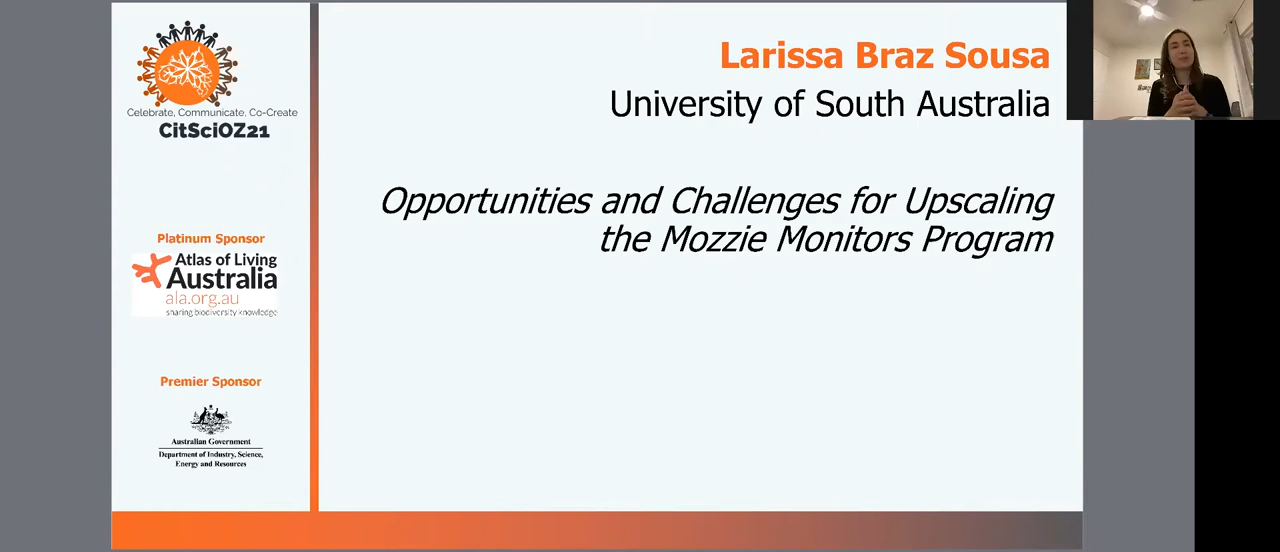 Celebrate, Communicate, Co-Create
CitSciOZ21
Platinum Sponsor
Atlas of Living
Australia
ala.org.au
sharing biodiversity knowledge
Premier Sponsor
Australian Government
Department of Industry, Science,
Energy and Resources
Larissa Braz Sousa
University of South Australia
Opportunities and Challenges for Upscaling
the Mozzie Monitors Program